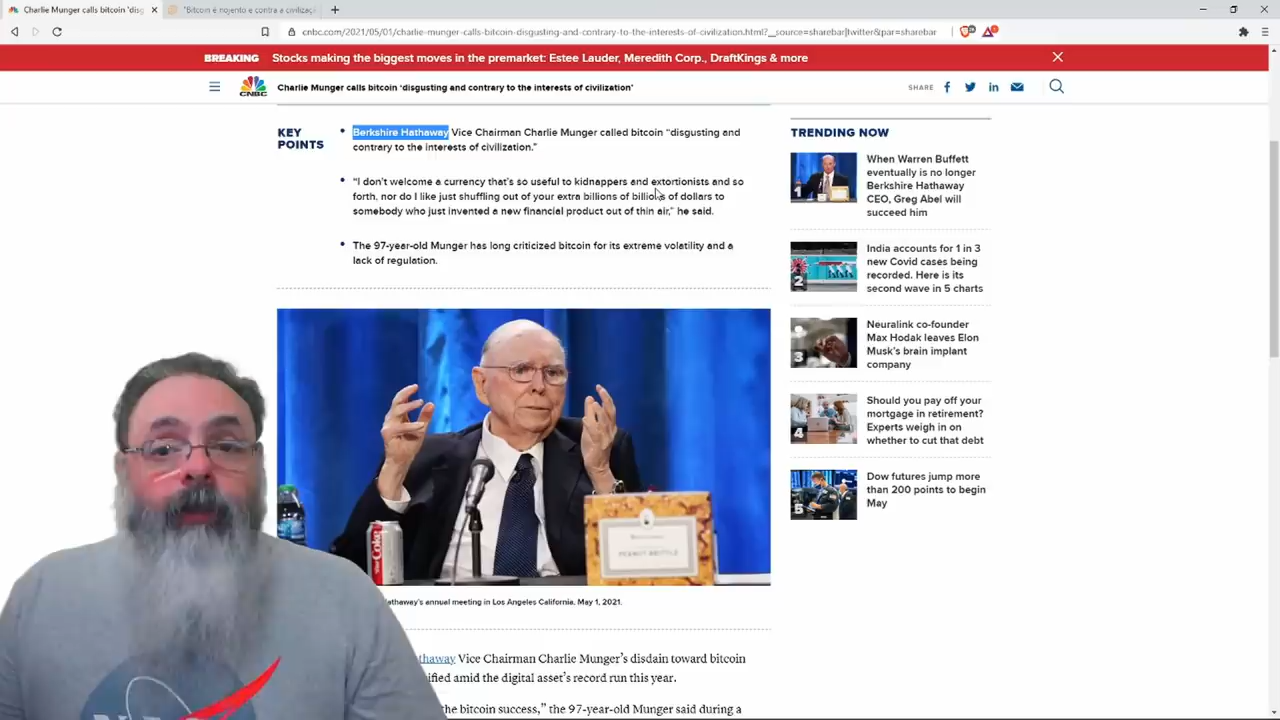 Charlie Munger calls bitcoin 'disg
"Bitcoin é nojento e contra a civilizaçã
cnbc.com/2021/05/01/charlie-munger-calls-bitcoin-disgusting-and-contrary-to-the-interests-of-civilization.html?__source=sharebar|twitter&par=sharebar
BREAKING Stocks making the biggest moves in the premarket: Estee Lauder, Meredith Corp., DraftKings & more
CNBC
Charlie Munger calls bitcoin 'disgusting and contrary to the interests of civilization'
SHARE
KEY
POINTS
Berkshire Hathaway Vice Chairman Charlie Munger called bitcoin "disgusting and
contrary to the interests of civilization."
"I don't welcome a currency that's so useful to kidnappers and extortionists and so
forth, nor do I like just shuffling out of your extra billions of billions of dollars to
somebody who just invented a new financial product out of thin air," he said.
The 97-year-old Munger has long criticized bitcoin for its extreme volatility and a
lack of regulation.
TRENDING NOW
1
When Warren Buffett
eventually is no longer
Berkshire Hathaway
CEO, Greg Abel will
succeed him
2
India accounts for 1 in 3
new Covid cases being
recorded. Here is its
second wave in 5 charts
3
Neuralink co-founder
Max Hodak leaves Elon
Musk's brain implant
company
4
Should you pay off your
mortgage in retirement?
Experts weigh in on
whether to cut that debt
5
Dow futures jump more
than 200 points to begin
May
Coke
PEANUT BRITTLE
Hathaway's annual meeting in Los Angeles California. May 1, 2021.
thaway Vice Chairman Charlie Munger's disdain toward bitcoin
ified amid the digital asset's record run this year.
the bitcoin success," the 97-year-old Munger said during a